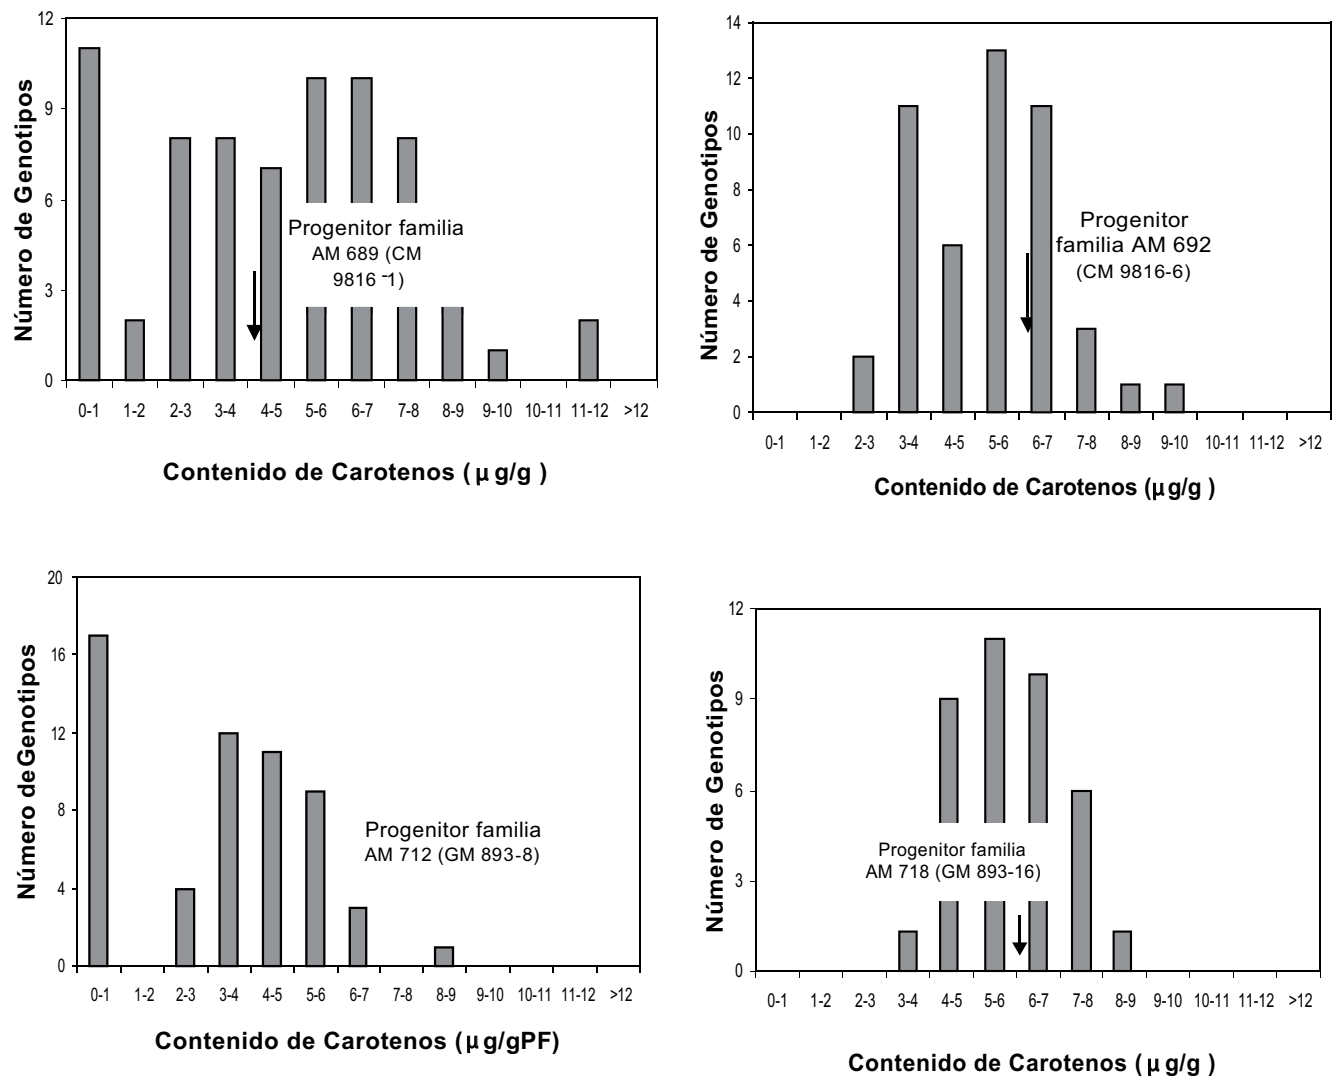 12
9
6
3
0
Número de Genotipos
Progenitor familia
AM 689 (CM
9816 -1)
0-1 1-2 2-3 3-4 4-5 5-6 6-7 7-8 8-9 9-10 10-11 11-12 >12
Contenido de Carotenos (μg/g )
14
12
10
8
6
4
2
0
Número de Genotipos
Progenitor
familia AM 692
(CM 9816-6)
0-1 1-2 2-3 3-4 4-5 5-6 6-7 7-8 8-9 9-10 10-11 11-12 >12
Contenido de Carotenos (μg/g )
20
16
12
8
4
0
Número de Genotipos
Progenitor familia
AM 712 (GM 893-8)
0-1 1-2 2-3 3-4 4-5 5-6 6-7 7-8 8-9 9-10 10-11 11-12 >12
Contenido de Carotenos (μg/gPF)
12
9
6
3
0
Número de Genotipos
Progenitor familia
AM 718 (GM 893-16)
0-1 1-2 2-3 3-4 4-5 5-6 6-7 7-8 8-9 9-10 10-11 11-12 >12
Contenido de Carotenos (μg/g )